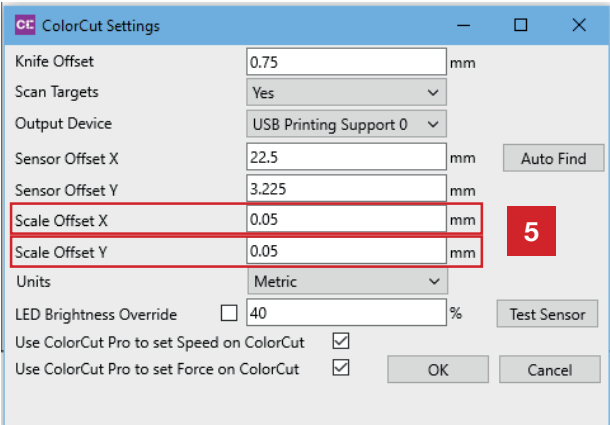 CC ColorCut Settings
Knife Offset 0.75 mm
Scan Targets Yes
Output Device USB Printing Support 0
Sensor Offset X 22.5 mm Auto Find
Sensor Offset Y 3.225 mm
Scale Offset X 0.05 mm
5
Scale Offset Y 0.05 mm
Units Metric
LED Brightness Override 40 % Test Sensor
Use ColorCut Pro to set Speed on ColorCut
Use ColorCut Pro to set Force on ColorCut OK Cancel